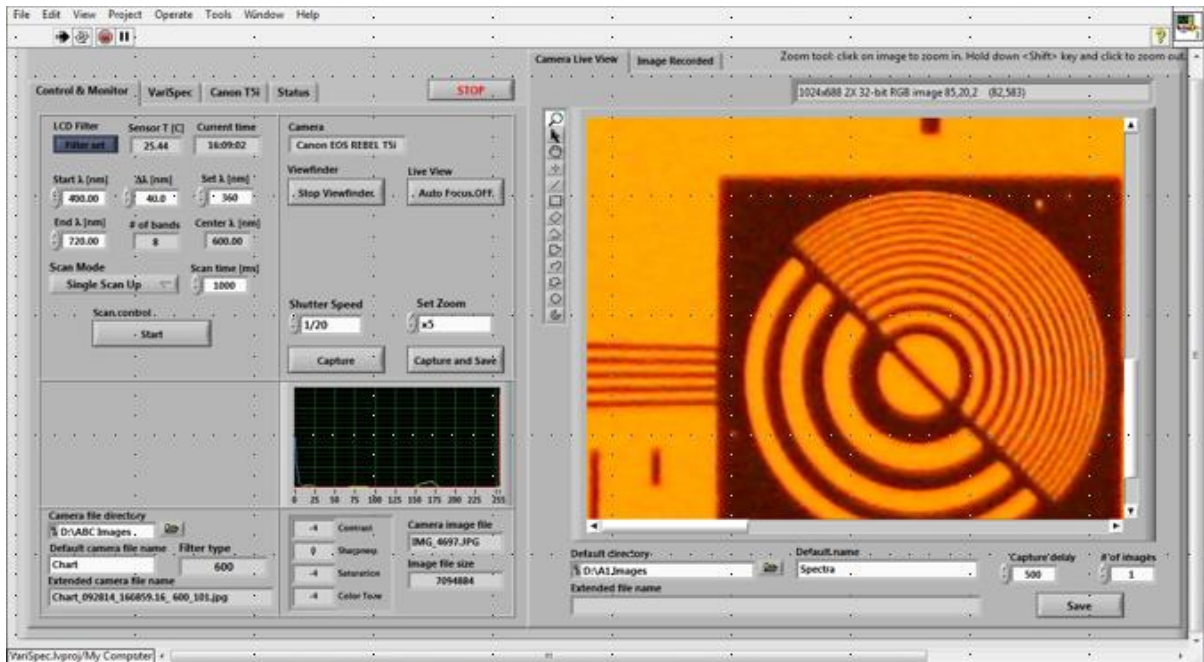 File Edit View Project Operate Tools Window Help
Camera Live View Image Recorded
Zoom tool: click on image to zoom in. Hold down <Shift> key and click to zoom out.
Control & Monitor VariSpec Canon T5i Status STOP
1024x688 2X 32-bit RGB image 85,20,2 (82,583)
LCD Filter Sensor T [C] Current time
Filter set 25.44 16:09:02
Start λ [nm] Δλ [nm] Set λ [nm]
400.00 40.0 360
End λ [nm] # of bands Center λ [nm]
720.00 8 600.00
Scan Mode Scan time [ms]
Single Scan Up 1000
Scan control
Start
Camera
Canon EOS REBEL T5i
Viewfinder Live View
Stop Viewfinder Auto Focus OFF
Shutter Speed Set Zoom
1/20 x5
Capture Capture and Save
0 25 50 75 100 125 150 175 200 225 255
Camera file directory
D:\ABC Images
Default camera file name Filter type
Chart 600
Extended camera file name
Chart_092814_160859.16_ 600_101.jpg
-4 Contrast
0 Sharpness
-4 Saturation
-4 Color Tone
Camera image file
IMG_4697.JPG
Image file size
7094884
Default directory Default name 'Capture' delay # of images
D:\A1 Images Spectra 500 1
Extended file name
Save
VariSpec.lvproj/My Computer